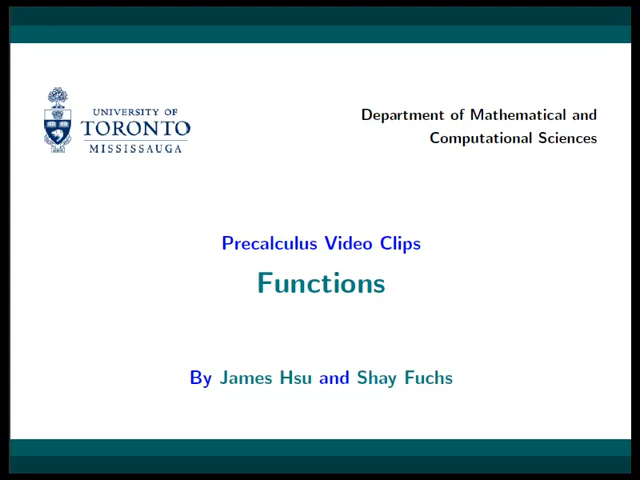 UNIVERSITY OF
TORONTO
MISSISSAUGA
Department of Mathematical and
Computational Sciences
Precalculus Video Clips
Functions
By James Hsu and Shay Fuchs